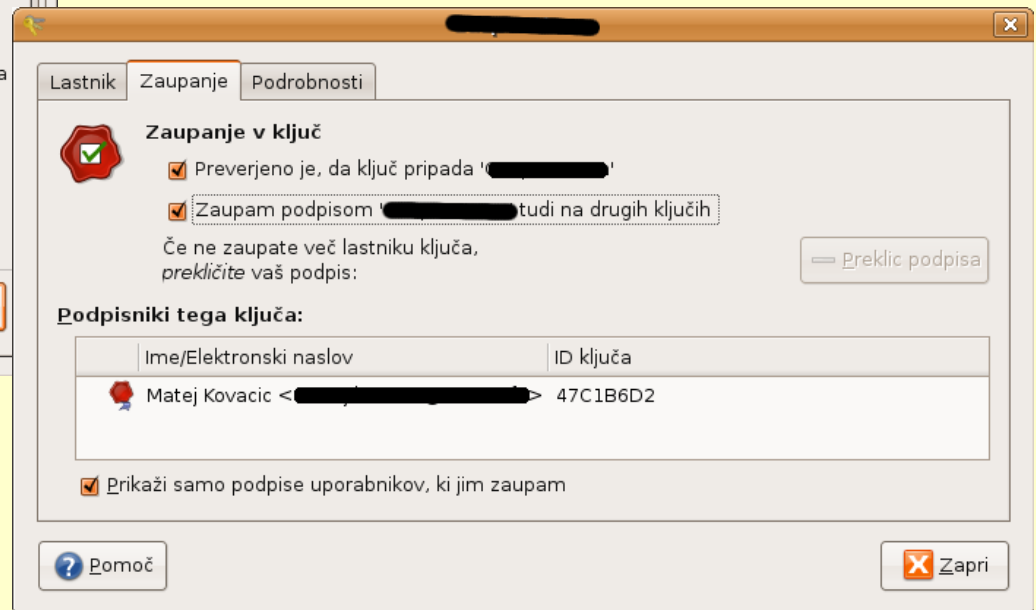 a
Lastnik Zaupanje Podrobnosti
Zaupanje v ključ
Preverjeno je, da ključ pripada ' '
Zaupam podpisom ' tudi na drugih ključih
Če ne zaupate več lastniku ključa,
prekličite vaš podpis:
Preklic podpisa
Podpisniki tega ključa:
Ime/Elektronski naslov ID ključa
Matej Kovacic < > 47C1B6D2
Prikaži samo podpise uporabnikov, ki jim zaupam
Pomoč Zapri